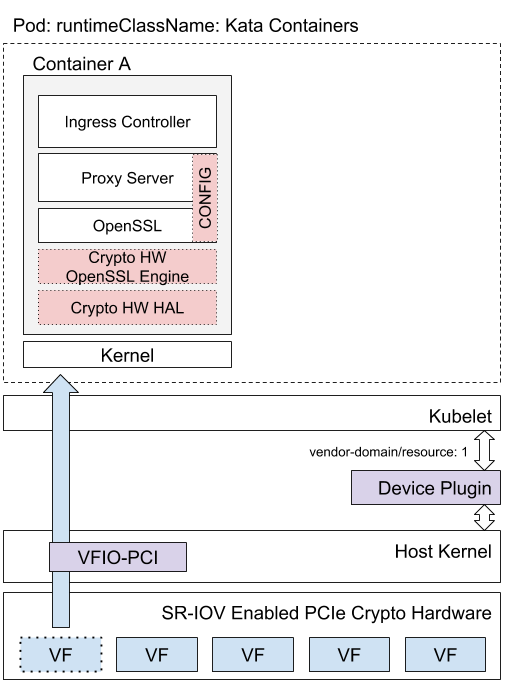 Pod: runtimeClassName: Kata Containers
Container A
Ingress Controller
Proxy Server
CONFIG
OpenSSL
Crypto HW
OpenSSL Engine
Crypto HW HAL
Kernel
Kubelet
vendor-domain/resource: 1
Device Plugin
Host Kernel
VFIO-PCI
SR-IOV Enabled PCIe Crypto Hardware
VF VF VF VF VF